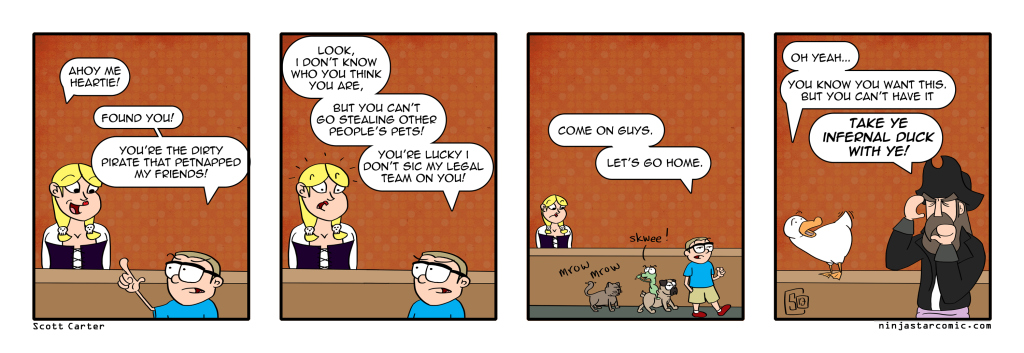 AHOY ME
HEARTIE!
FOUND YOU!
YOU'RE THE DIRTY
PIRATE THAT PETNAPPED
MY FRIENDS!
LOOK,
I DON'T KNOW
WHO YOU THINK
YOU ARE,
BUT YOU CAN'T
GO STEALING OTHER
PEOPLE'S PETS!
YOU'RE LUCKY I
DON'T SIC MY LEGAL
TEAM ON YOU!
COME ON GUYS.
LET'S GO HOME.
skwee!
mrow
mrow
OH YEAH...
YOU KNOW YOU WANT THIS.
BUT YOU CAN'T HAVE IT
TAKE YE
INFERNAL DUCK
WITH YE!
Scott Carter
ninjastarcomic.com